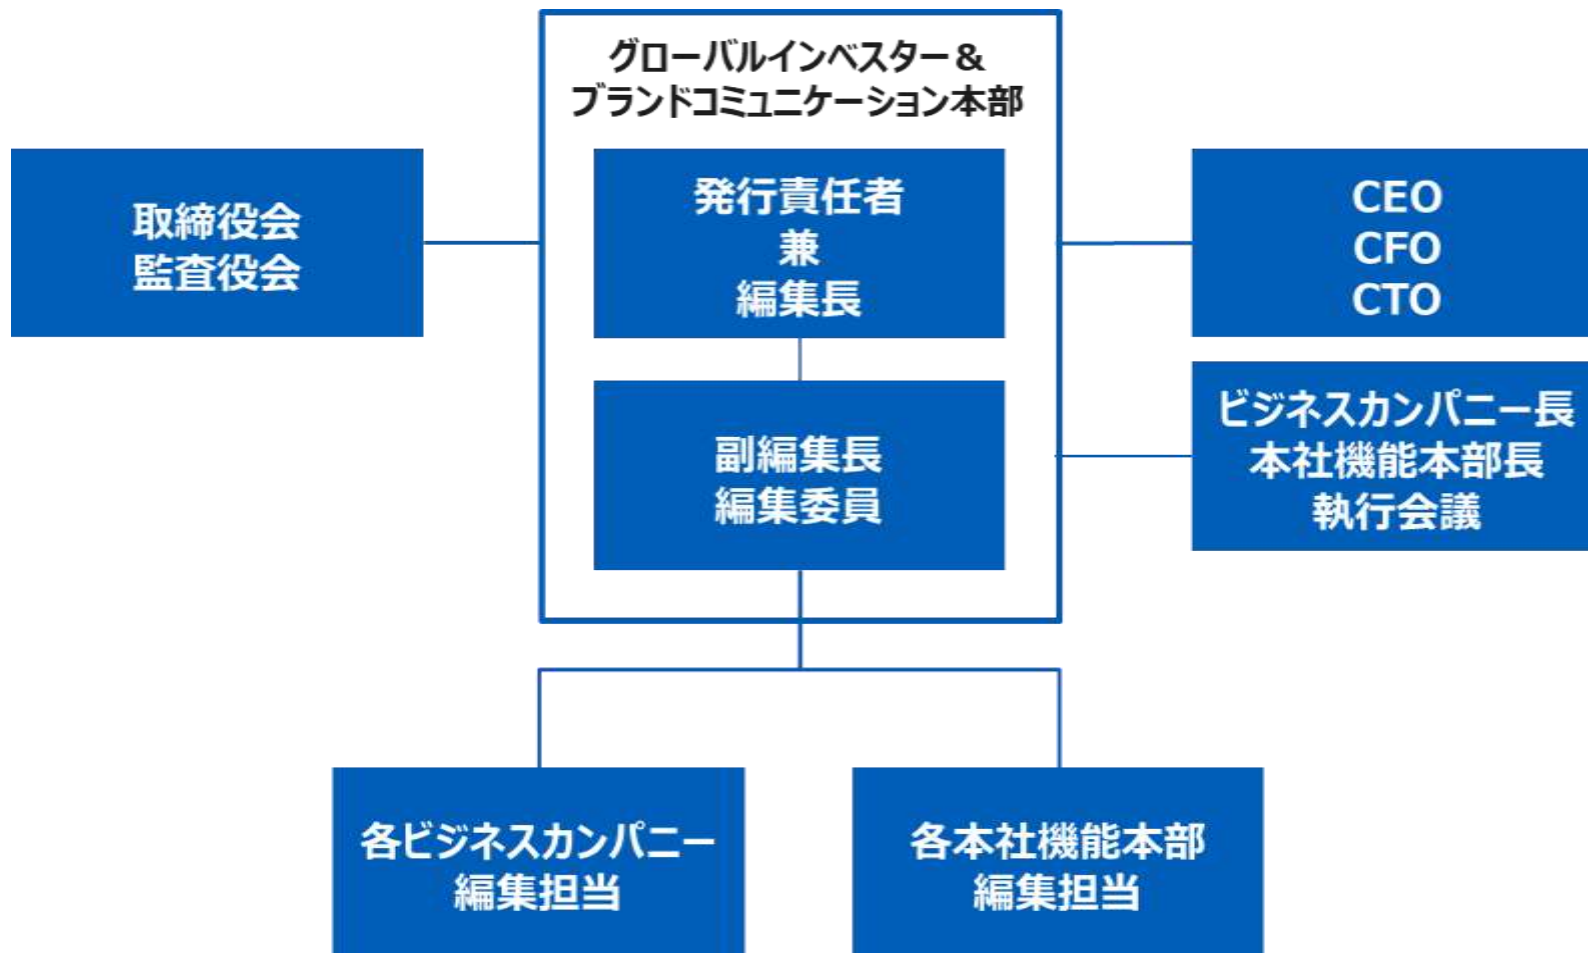 グローバルインベスター＆
ブランドコミュニケーション本部
取締役会
監査役会
発行責任者
兼
編集長
CEO
CFO
CTO
副編集長
編集委員
ビジネスカンパニー長
本社機能本部長
執行会議
各ビジネスカンパニー
編集担当
各本社機能本部
編集担当